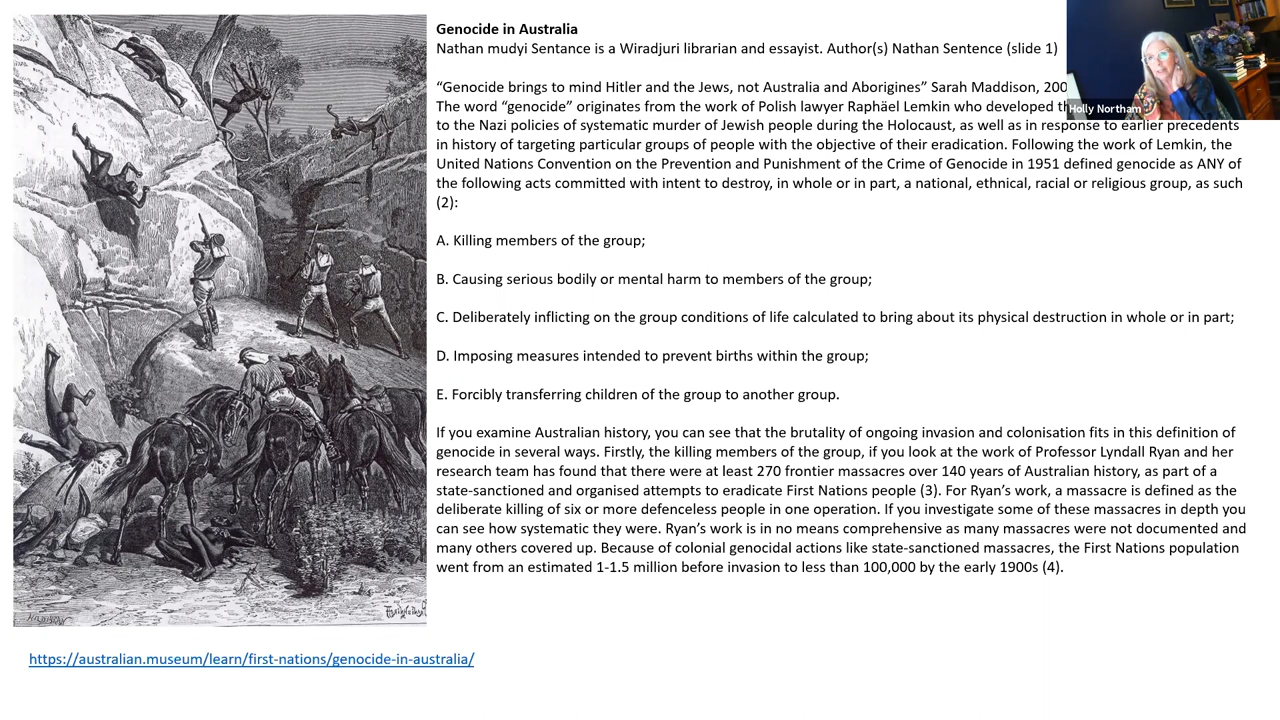 Genocide in Australia
Nathan mudyi Sentance is a Wiradjuri librarian and essayist. Author(s) Nathan Sentence (slide 1)
“Genocide brings to mind Hitler and the Jews, not Australia and Aborigines” Sarah Maddison, 200
The word “genocide” originates from the work of Polish lawyer Raphäel Lemkin who developed
Holly Northam
to the Nazi policies of systematic murder of Jewish people during the Holocaust, as well as in response to earlier precedents
in history of targeting particular groups of people with the objective of their eradication. Following the work of Lemkin, the
United Nations Convention on the Prevention and Punishment of the Crime of Genocide in 1951 defined genocide as ANY of
the following acts committed with intent to destroy, in whole or in part, a national, ethnical, racial or religious group, as such
(2):
A. Killing members of the group;
B. Causing serious bodily or mental harm to members of the group;
C. Deliberately inflicting on the group conditions of life calculated to bring about its physical destruction in whole or in part;
D. Imposing measures intended to prevent births within the group;
E. Forcibly transferring children of the group to another group.
If you examine Australian history, you can see that the brutality of ongoing invasion and colonisation fits in this definition of
genocide in several ways. Firstly, the killing members of the group, if you look at the work of Professor Lyndall Ryan and her
research team has found that there were at least 270 frontier massacres over 140 years of Australian history, as part of a
state-sanctioned and organised attempts to eradicate First Nations people (3). For Ryan’s work, a massacre is defined as the
deliberate killing of six or more defenceless people in one operation. If you investigate some of these massacres in depth you
can see how systematic they were. Ryan’s work is in no means comprehensive as many massacres were not documented and
many others covered up. Because of colonial genocidal actions like state-sanctioned massacres, the First Nations population
went from an estimated 1-1.5 million before invasion to less than 100,000 by the early 1900s (4).
https://australian.museum/learn/first-nations/genocide-in-australia/